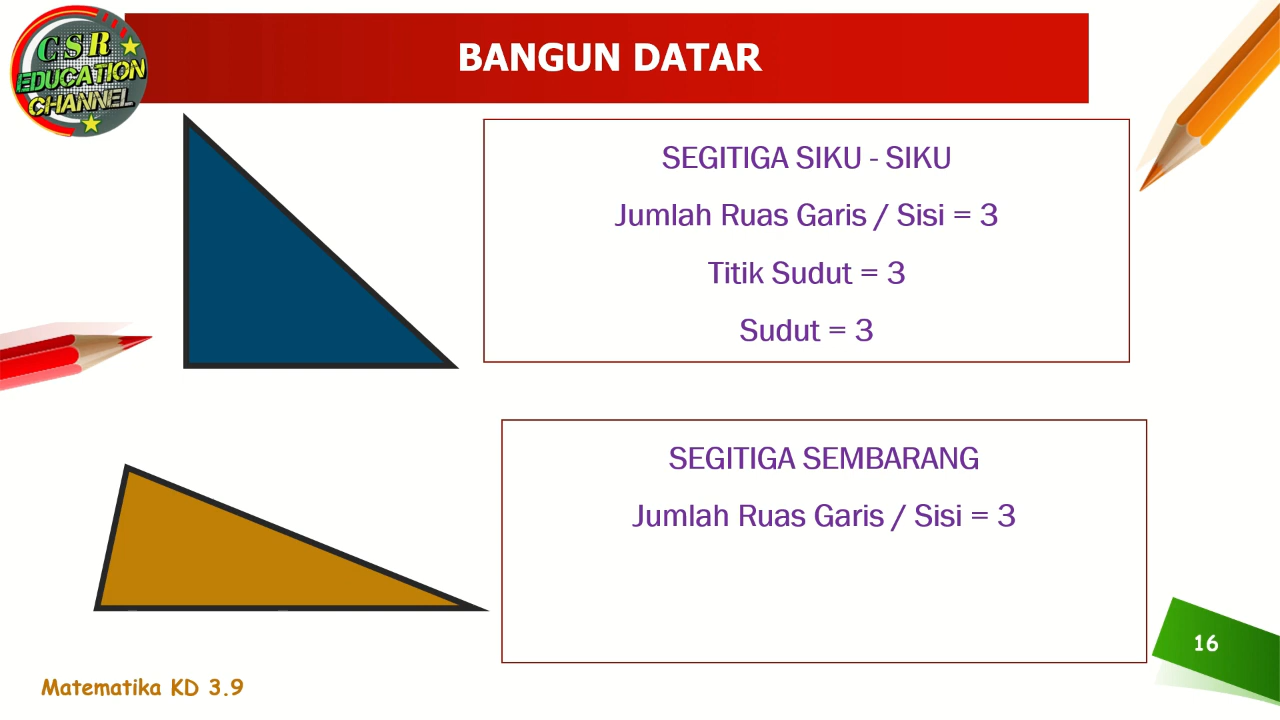 CSR
EDUCATION
CHANNEL
BANGUN DATAR
SEGITIGA SIKU - SIKU
Jumlah Ruas Garis / Sisi = 3
Titik Sudut = 3
Sudut = 3
SEGITIGA SEMBARANG
Jumlah Ruas Garis / Sisi = 3
16
Matematika KD 3.9